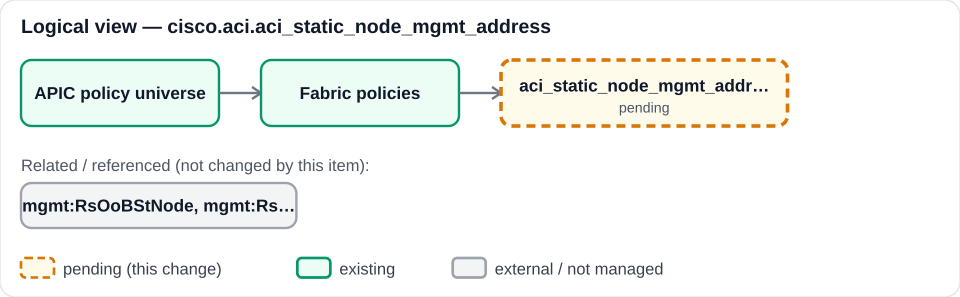 Logical view — cisco.aci.aci_static_node_mgmt_address
APIC policy universe
Fabric policies
aci_static_node_mgmt_addr…
pending
Related / referenced (not changed by this item):
mgmt:RsOoBStNode, mgmt:Rs…
pending (this change)
existing
external / not managed